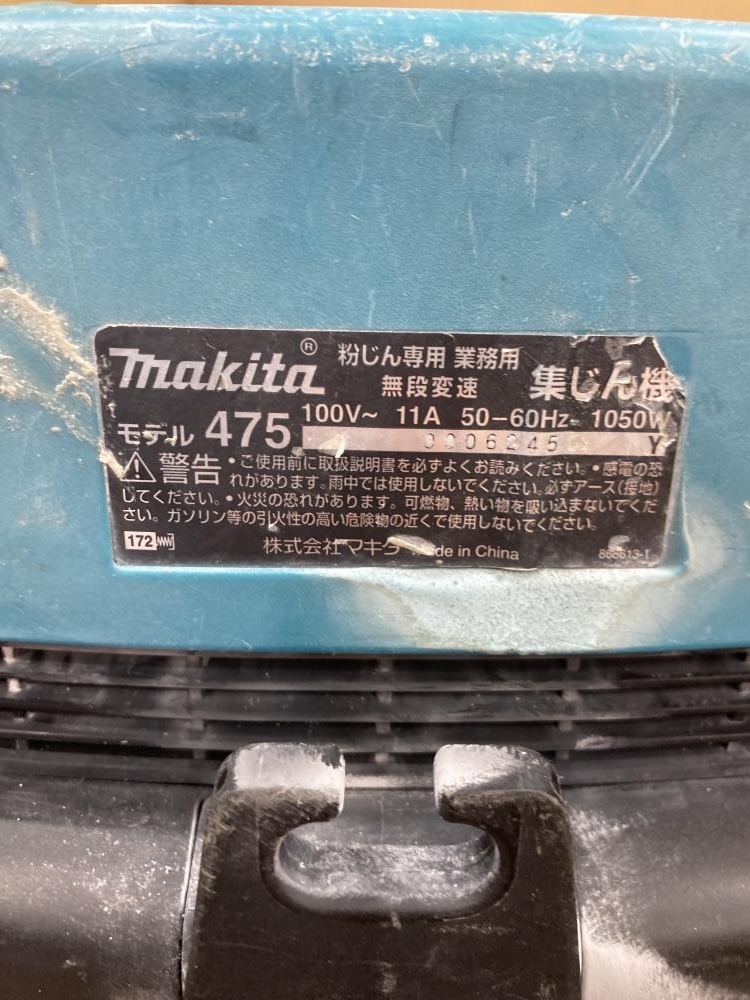 makita®
粉じん専用 業務用
無段変速
集じん機
モデル 475
100V~ 11A 50-60Hz 1050W
0006245 Y
⚠警告 ・ご使用前に取扱説明書を必ずよくお読みください。・感電の恐
れがあります。雨中では使用しないでください。必ずアース(接地)
してください。・火災の恐れがあります。可燃物、熱い物を吸い込まないでくだ
さい。ガソリン等の引火性の高い危険物の近くで使用しないでください。
172
株式会社マキタ
in China